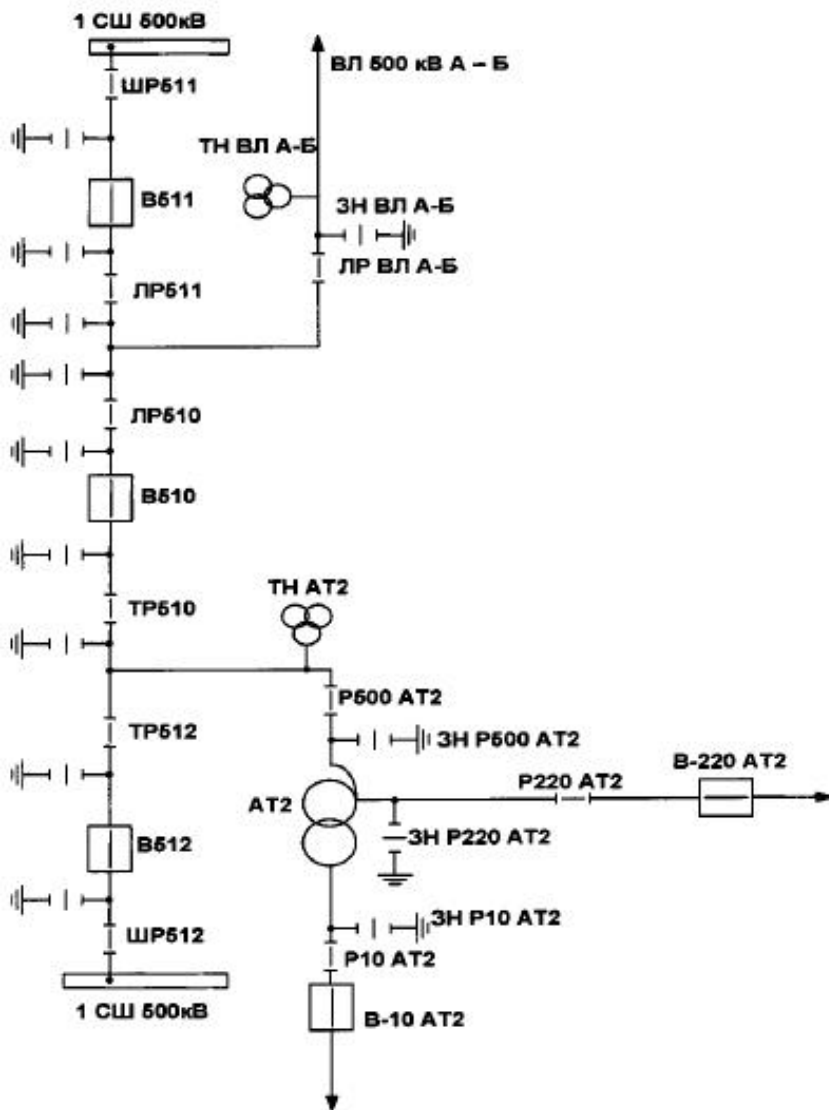 1 СШ 500кВ
ШР511
ВЛ 500 кВ А – Б
ТН ВЛ А-Б
В511
ЗН ВЛ А-Б
ЛР ВЛ А-Б
ЛР511
ЛР510
В510
ТН АТ2
ТР510
Р500 АТ2
ТР512
ЗН Р500 АТ2
В-220 АТ2
Р220 АТ2
АТ2
В512
ЗН Р220 АТ2
ЗН Р10 АТ2
ШР512
Р10 АТ2
1 СШ 500кВ
В-10 АТ2